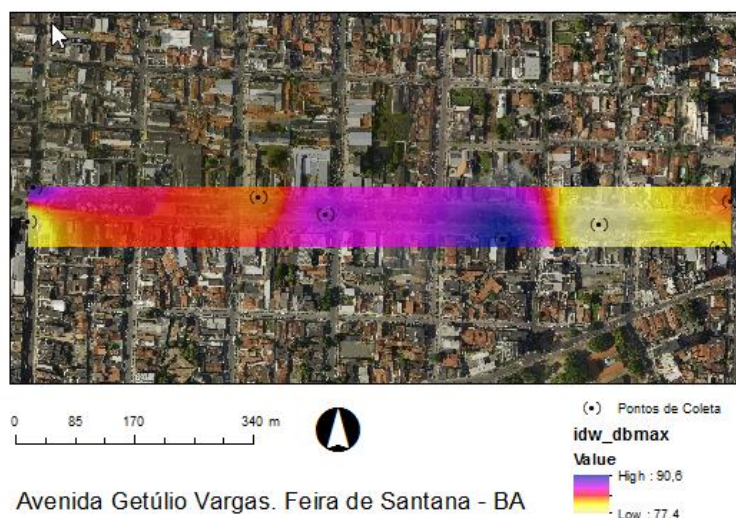 0 85 170 340 m
(•) Pontos de Coleta
idw_dbmax
Value
High : 90,6
Low : 77,4
Avenida Getúlio Vargas. Feira de Santana - BA